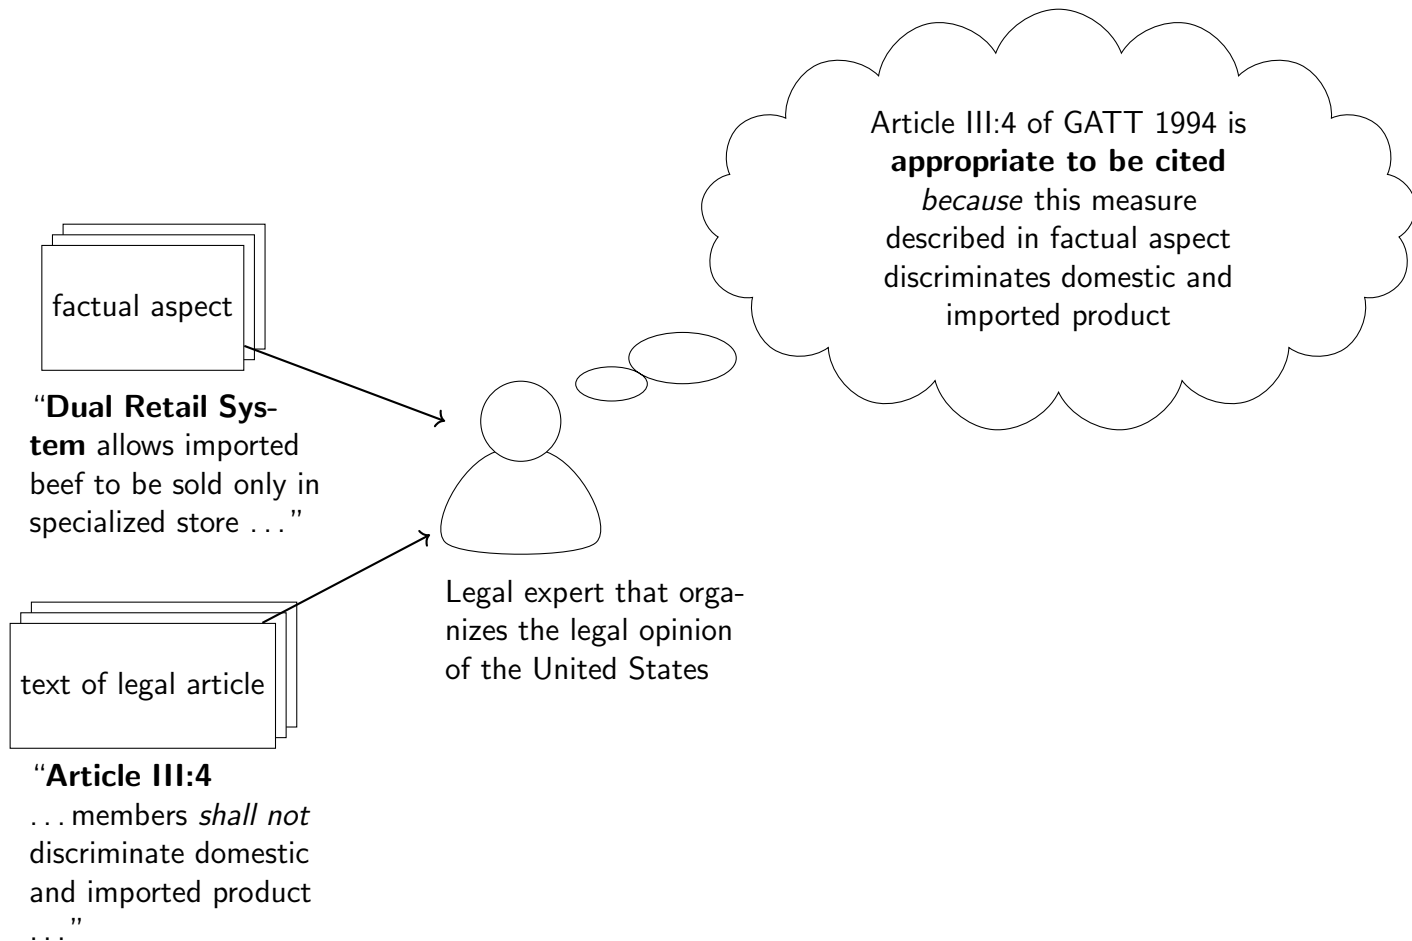 factual aspect
“Dual Retail Sys-
tem allows imported
beef to be sold only in
specialized store . . .”
text of legal article
“Article III:4
. . . members shall not
discriminate domestic
and imported product
. . .”
Legal expert that orga-
nizes the legal opinion
of the United States
Article III:4 of GATT 1994 is
appropriate to be cited
because this measure
described in factual aspect
discriminates domestic and
imported product